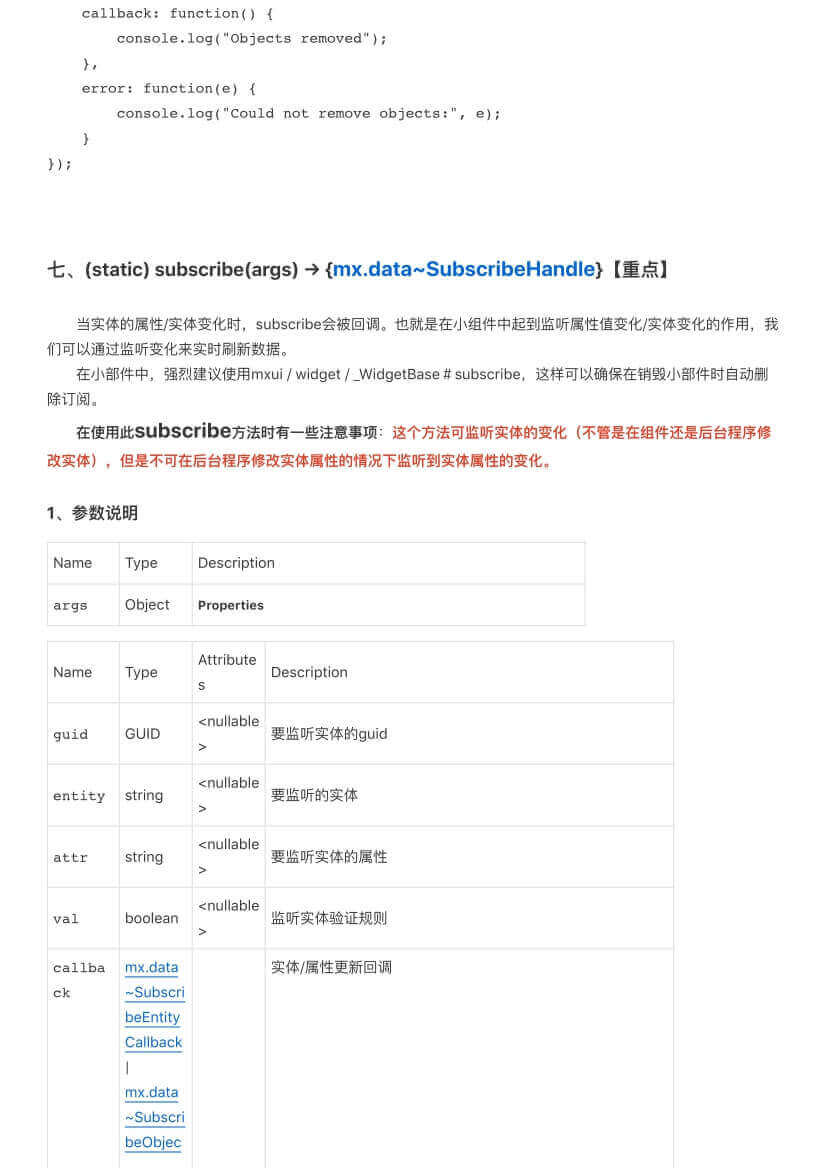 callback: function() {
console.log("Objects removed");
},
error: function(e) {
console.log("Could not remove objects:", e);
}
});
七、(static) subscribe(args) → {mx.data~SubscribeHandle}【重点】
当实体的属性/实体变化时，subscribe会被回调。也就是在小组件中起到监听属性值变化/实体变化的作用，我
们可以通过监听变化来实时刷新数据。
在小部件中，强烈建议使用mxui / widget / _WidgetBase # subscribe，这样可以确保在销毁小部件时自动删
除订阅。
在使用此subscribe方法时有一些注意事项：这个方法可监听实体的变化（不管是在组件还是后台程序修
改实体），但是不可在后台程序修改实体属性的情况下监听到实体属性的变化。
1、参数说明
Name Type Description
args Object Properties
Name Type Attribute
s Description
guid GUID <nullable
> 要监听实体的guid
entity string <nullable
> 要监听的实体
attr string <nullable
> 要监听实体的属性
val boolean <nullable
> 监听实体验证规则
callba
ck
mx.data
~Subscri
beEntity
Callback
|
mx.data
~Subscri
beObjec
实体/属性更新回调